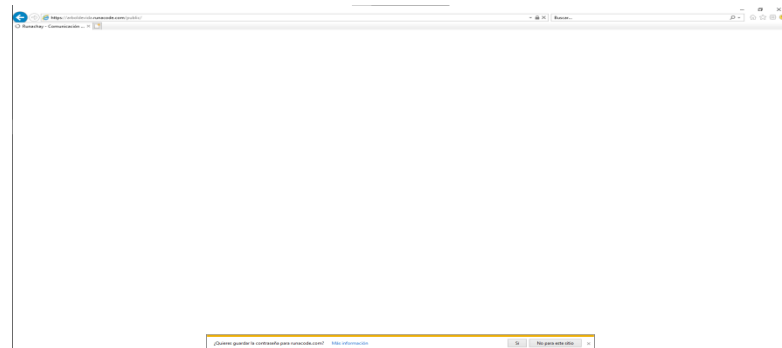 runacode.com/public/
Buscar...
Runachay - Comunicación ...
¿Quieres guardar la contraseña para runacode.com? Más información Sí No para este sitio